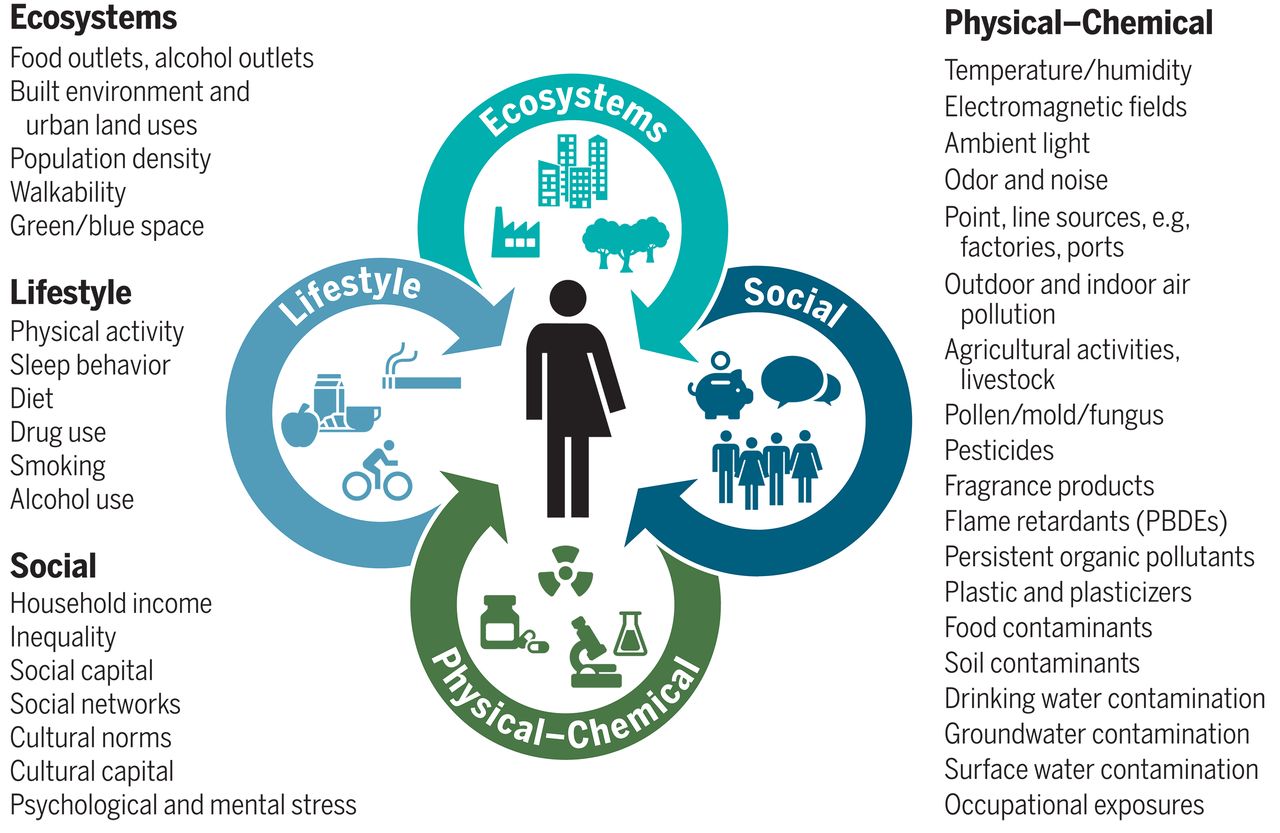 Ecosystems
Food outlets, alcohol outlets
Built environment and
urban land uses
Population density
Walkability
Green/blue space
Lifestyle
Physical activity
Sleep behavior
Diet
Drug use
Smoking
Alcohol use
Social
Household income
Inequality
Social capital
Social networks
Cultural norms
Cultural capital
Psychological and mental stress
Ecosystems
Lifestyle
Social
Physical–Chemical
Physical–Chemical
Temperature/humidity
Electromagnetic fields
Ambient light
Odor and noise
Point, line sources, e.g,
factories, ports
Outdoor and indoor air
pollution
Agricultural activities,
livestock
Pollen/mold/fungus
Pesticides
Fragrance products
Flame retardants (PBDEs)
Persistent organic pollutants
Plastic and plasticizers
Food contaminants
Soil contaminants
Drinking water contamination
Groundwater contamination
Surface water contamination
Occupational exposures